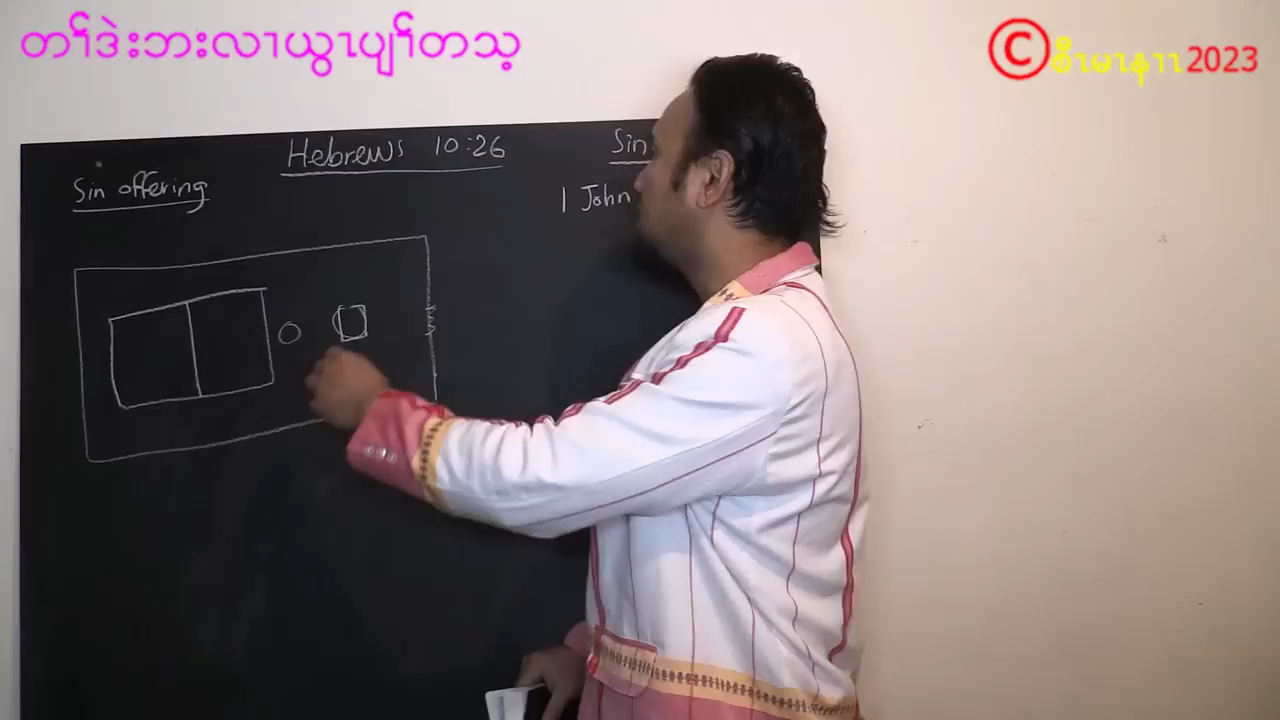 တၢ်ဒဲးဘးလၢယွၤပျၢ်တသ့
©စီၤမၤနၢၤ2023
Hebrews 10:26
Sin
Sin offering
1 John